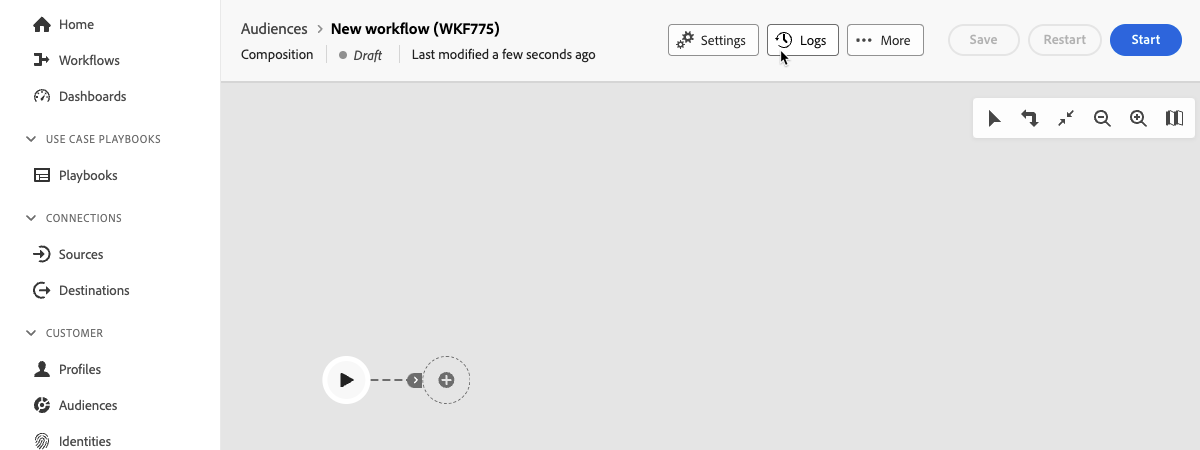 Home
Workflows
Dashboards
USE CASE PLAYBOOKS
Playbooks
CONNECTIONS
Sources
Destinations
CUSTOMER
Profiles
Audiences
Identities
Audiences > New workflow (WKF775)
Composition Draft Last modified a few seconds ago
Settings Logs More Save Restart Start